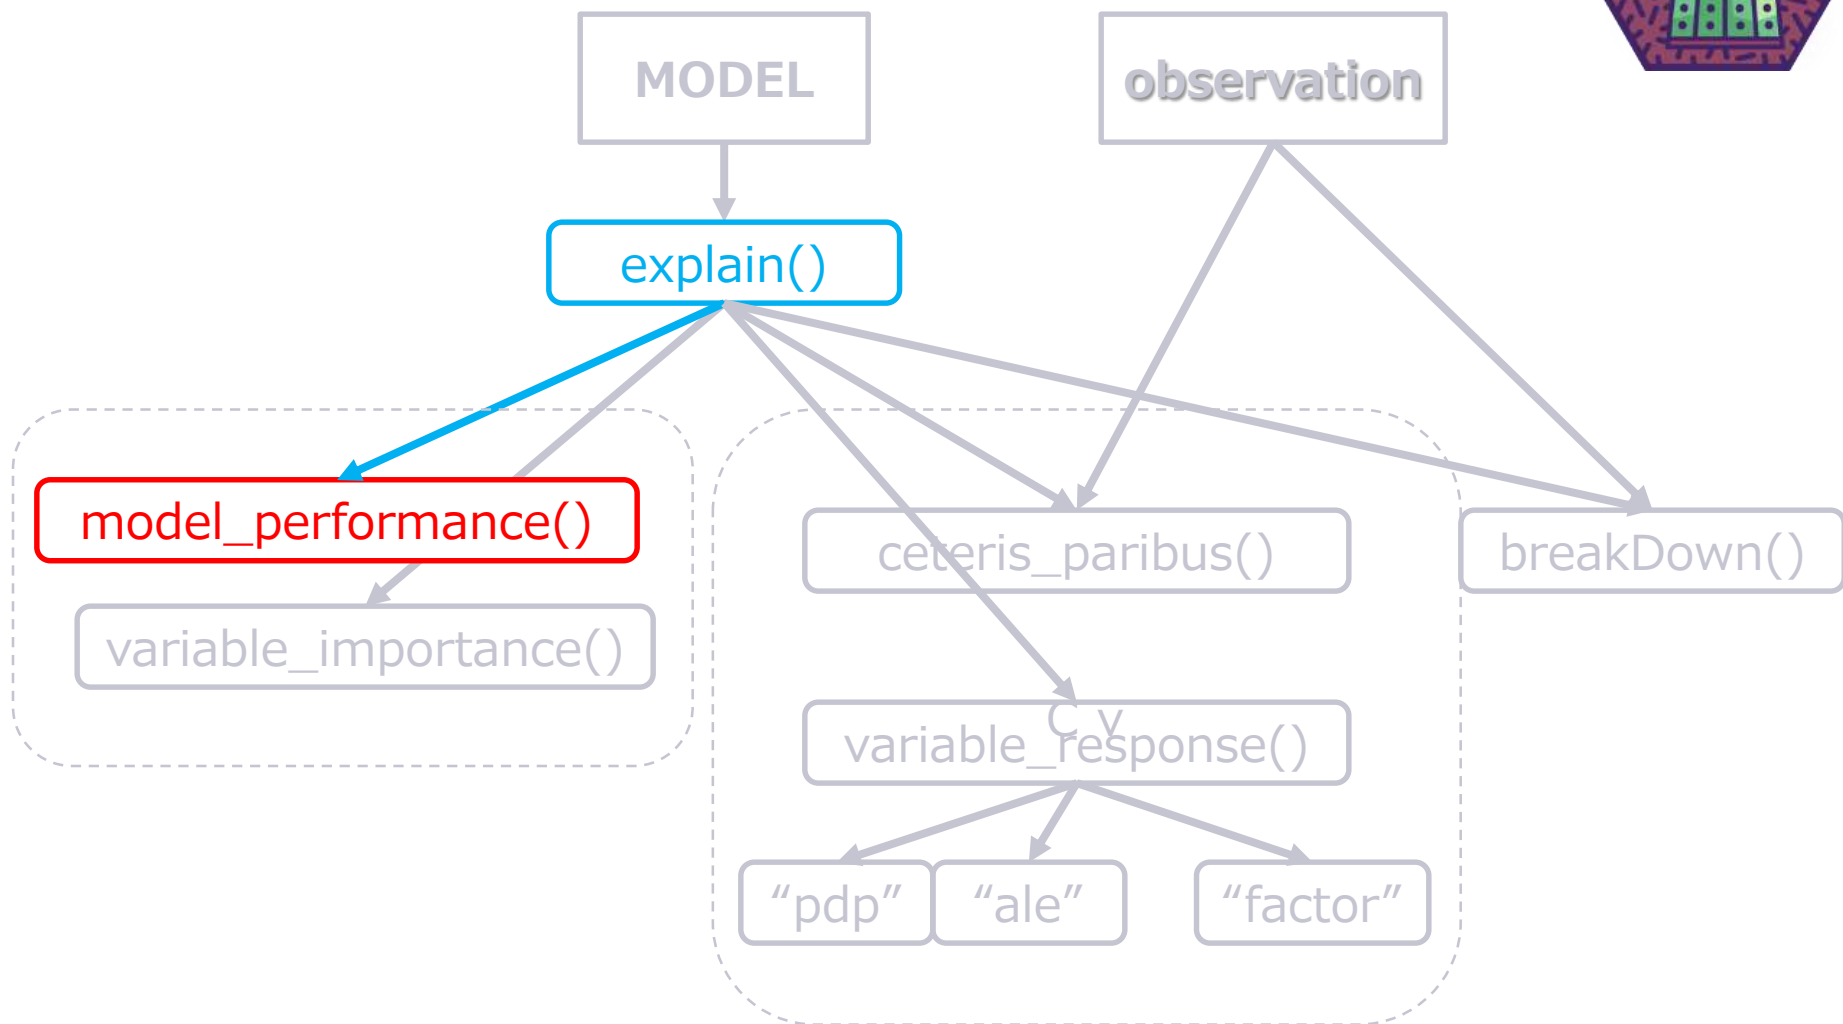 MODEL
observation
explain()
model_performance()
ceteris_paribus()
breakDown()
variable_importance()
C v
variable_response()
“pdp”
“ale”
“factor”